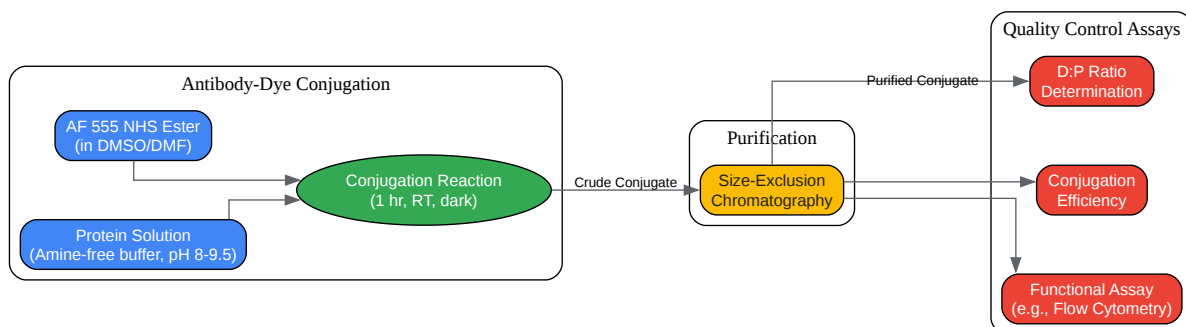 Quality Control Assays
Antibody-Dye Conjugation
D:P Ratio
Determination
Purified Conjugate
AF 555 NHS Ester
(in DMSO/DMF)
Purification
Conjugation Reaction
(1 hr, RT, dark)
Crude Conjugate
Size-Exclusion
Chromatography
Conjugation
Efficiency
Protein Solution
(Amine-free buffer, pH 8-9.5)
Functional Assay
(e.g., Flow Cytometry)